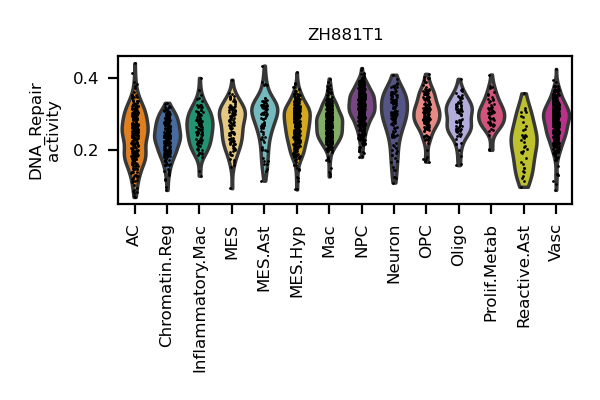 ZH881T1
DNA_Repair
activity
0.4
0.2
AC
Chromatin.Reg
Inflammatory.Mac
MES
MES.Ast
MES.Hyp
Mac
NPC
Neuron
OPC
Oligo
Prolif.Metab
Reactive.Ast
Vasc